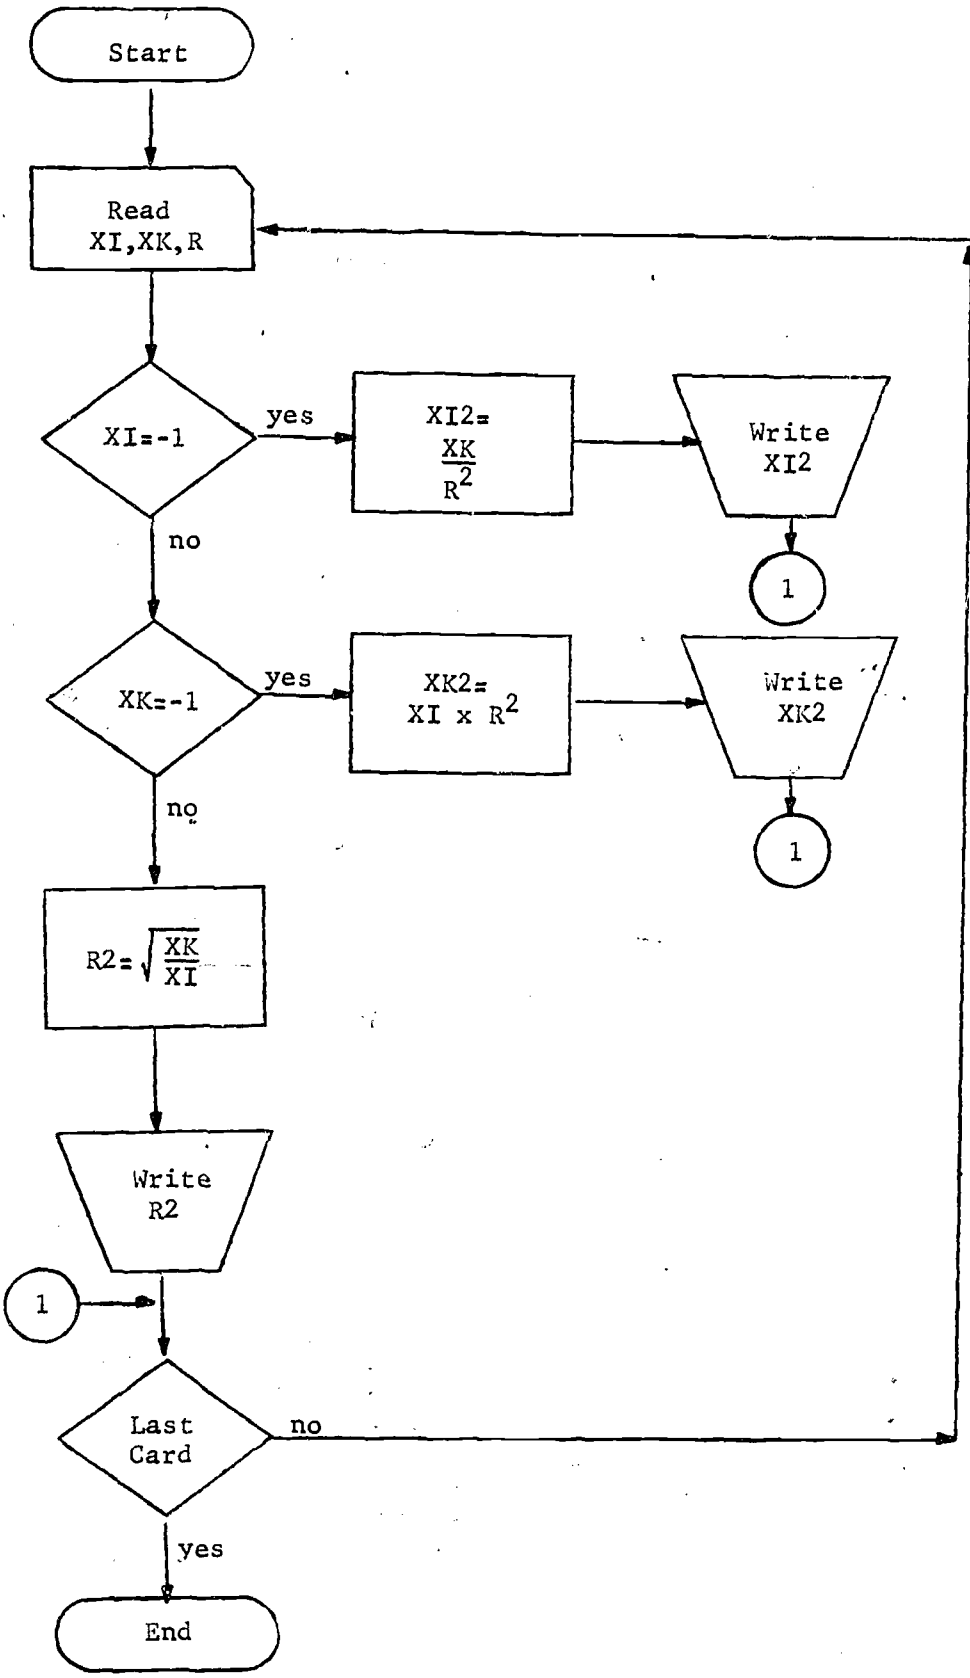 Start
Read
XI,XK,R
XI=-1
yes
XI2=
XK
R²
Write
XI2
1
no
XK=-1
yes
XK2=
XI x R²
Write
XK2
1
no
R2=√XK
XI
Write
R2
1
Last
Card
no
yes
End